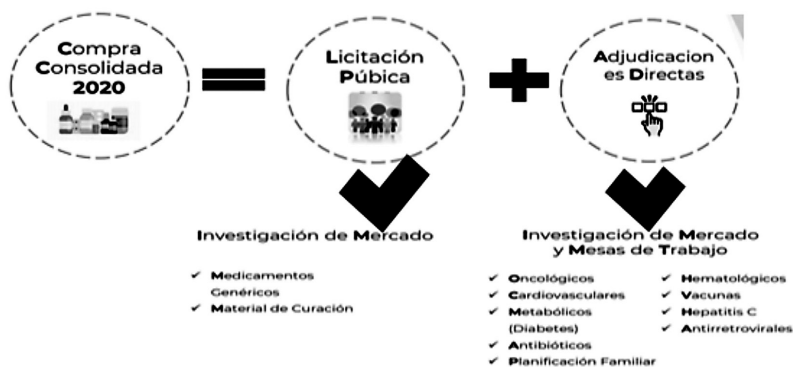 Compra
Consolidada
2020
Licitación
Púbica
Adjudicacion
es Directas
Investigación de Mercado
✓ Medicamentos
Genéricos
✓ Material de Curación
Investigación de Mercado
y Mesas de Trabajo
✓ Oncológicos
✓ Cardiovasculares
✓ Metabólicos
(Diabetes)
✓ Antibióticos
✓ Planificación Familiar
✓ Hematológicos
✓ Vacunas
✓ Hepatitis C
✓ Antirretrovirales